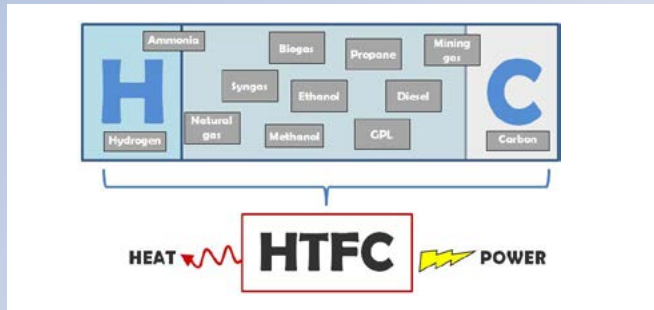 Ammonia
Biogas
Propane
Mining
gas
H
Syngas
Ethanol
Diesel
C
Natural
gas
Methanol
GPL
Hydrogen
Carbon
HEAT
HTFC
POWER